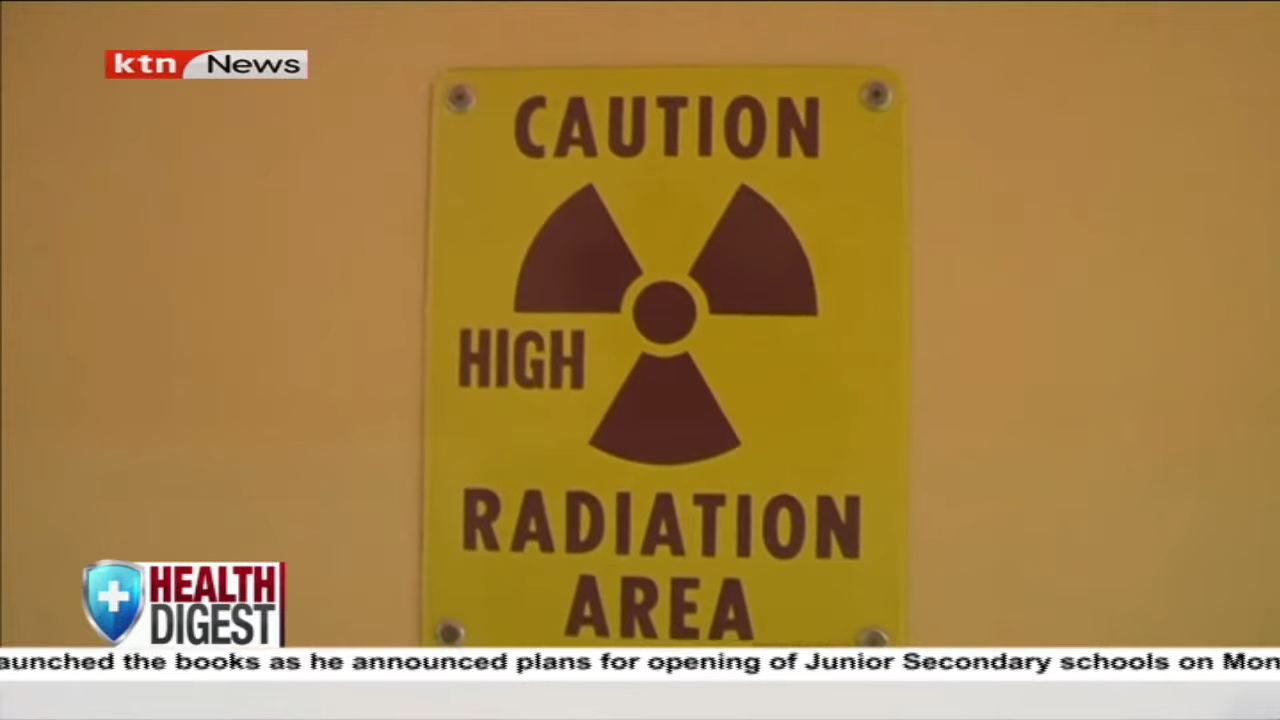 ktn News
CAUTION
HIGH
RADIATION
AREA
HEALTH
DIGEST
aunched the books as he announced plans for opening of Junior Secondary schools on Mon